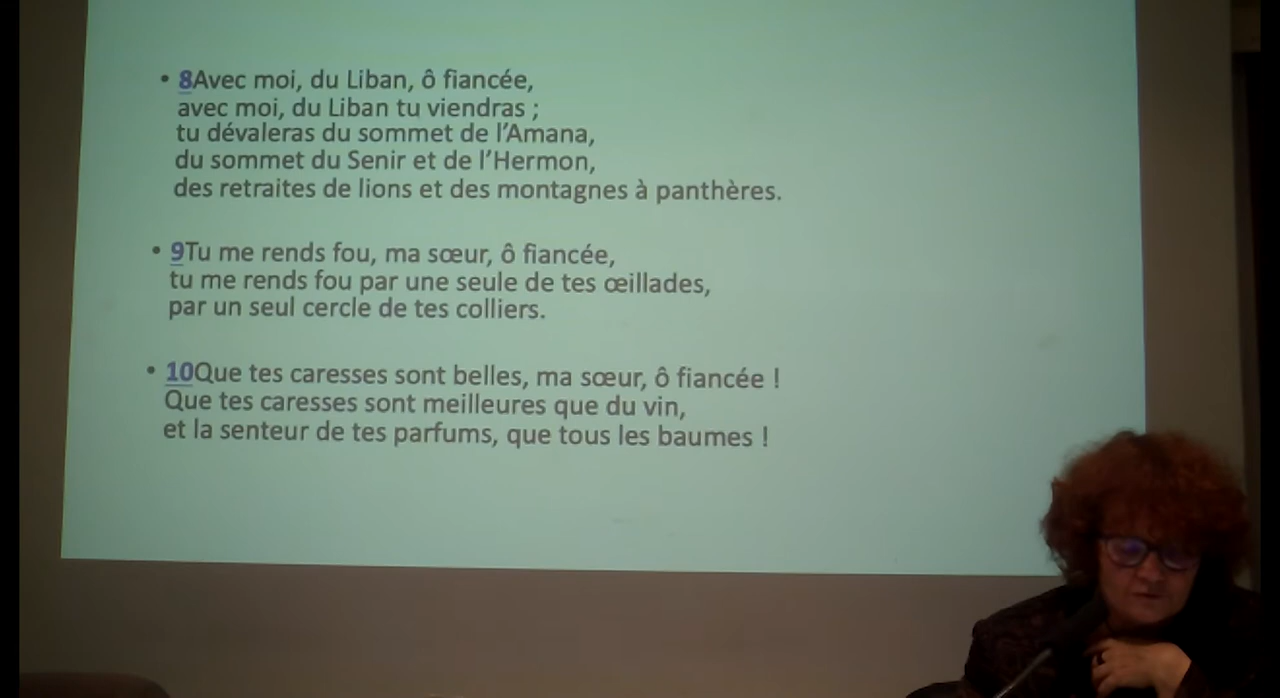 • 8Avec moi, du Liban, ô fiancée,
avec moi, du Liban tu viendras ;
tu dévaleras du sommet de l'Amana,
du sommet du Senir et de l'Hermon,
des retraites de lions et des montagnes à panthères.
• 9Tu me rends fou, ma sœur, ô fiancée,
tu me rends fou par une seule de tes œillades,
par un seul cercle de tes colliers.
• 10Que tes caresses sont belles, ma sœur, ô fiancée !
Que tes caresses sont meilleures que du vin,
et la senteur de tes parfums, que tous les baumes !